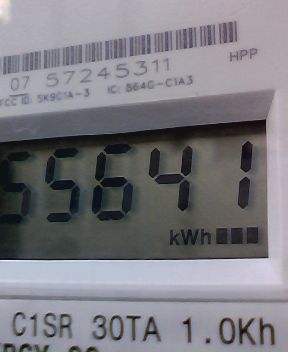 HPP
07 57245311
FCC ID: SK9C1A-3 IC: 864G-C1A3
55641
kWh
C1SR 30TA 1.0Kh